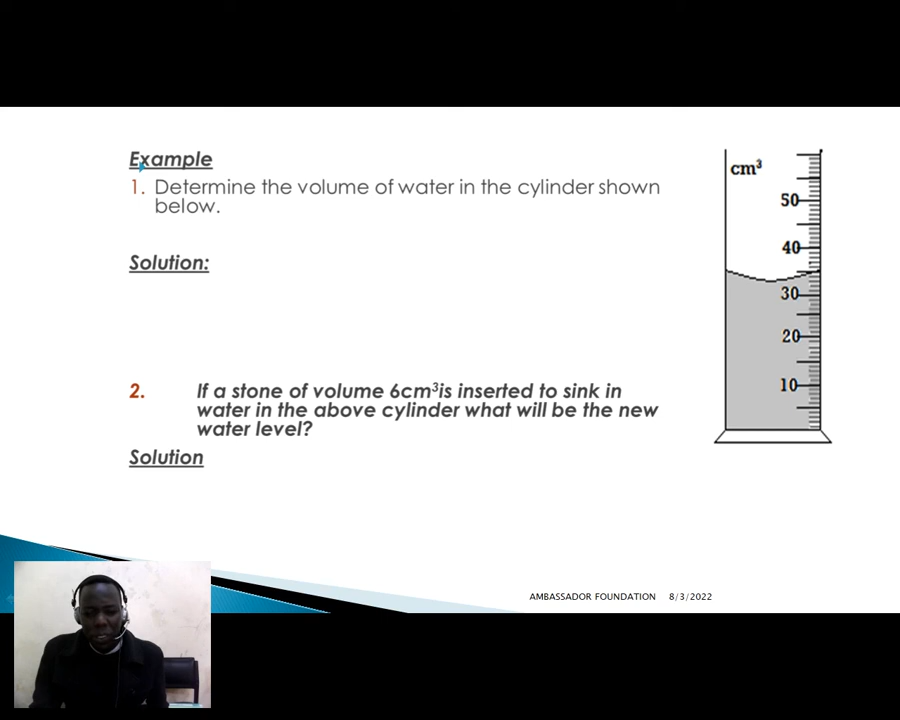 Example
1. Determine the volume of water in the cylinder shown
below.
Solution:
2. If a stone of volume 6cm³is inserted to sink in
water in the above cylinder what will be the new
water level?
Solution
cm³
50
40
30
20
10
AMBASSADOR FOUNDATION 8/3/2022